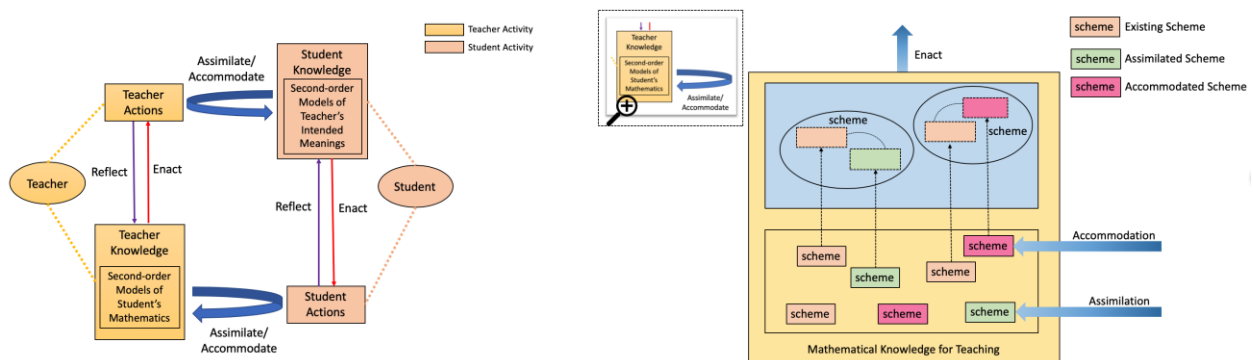 Teacher Activity
Student Activity
Assimilate/
Accommodate
Student
Knowledge
Second-order
Models of
Teacher's
Intended
Meanings
Teacher
Actions
Reflect
Enact
Teacher
Student
Reflect
Enact
Teacher
Knowledge
Second-order
Models of
Student's
Mathematics
Student
Actions
Assimilate/
Accommodate
Teacher
Knowledge
Second-order
Models of
Student's
Mathematics
Assimilate/
Accommodate
Enact
scheme Existing Scheme
scheme Assimilated Scheme
scheme Accommodated Scheme
scheme
scheme
scheme
scheme
scheme
scheme
Accommodation
scheme
scheme
scheme
Assimilation
Mathematical Knowledge for Teaching